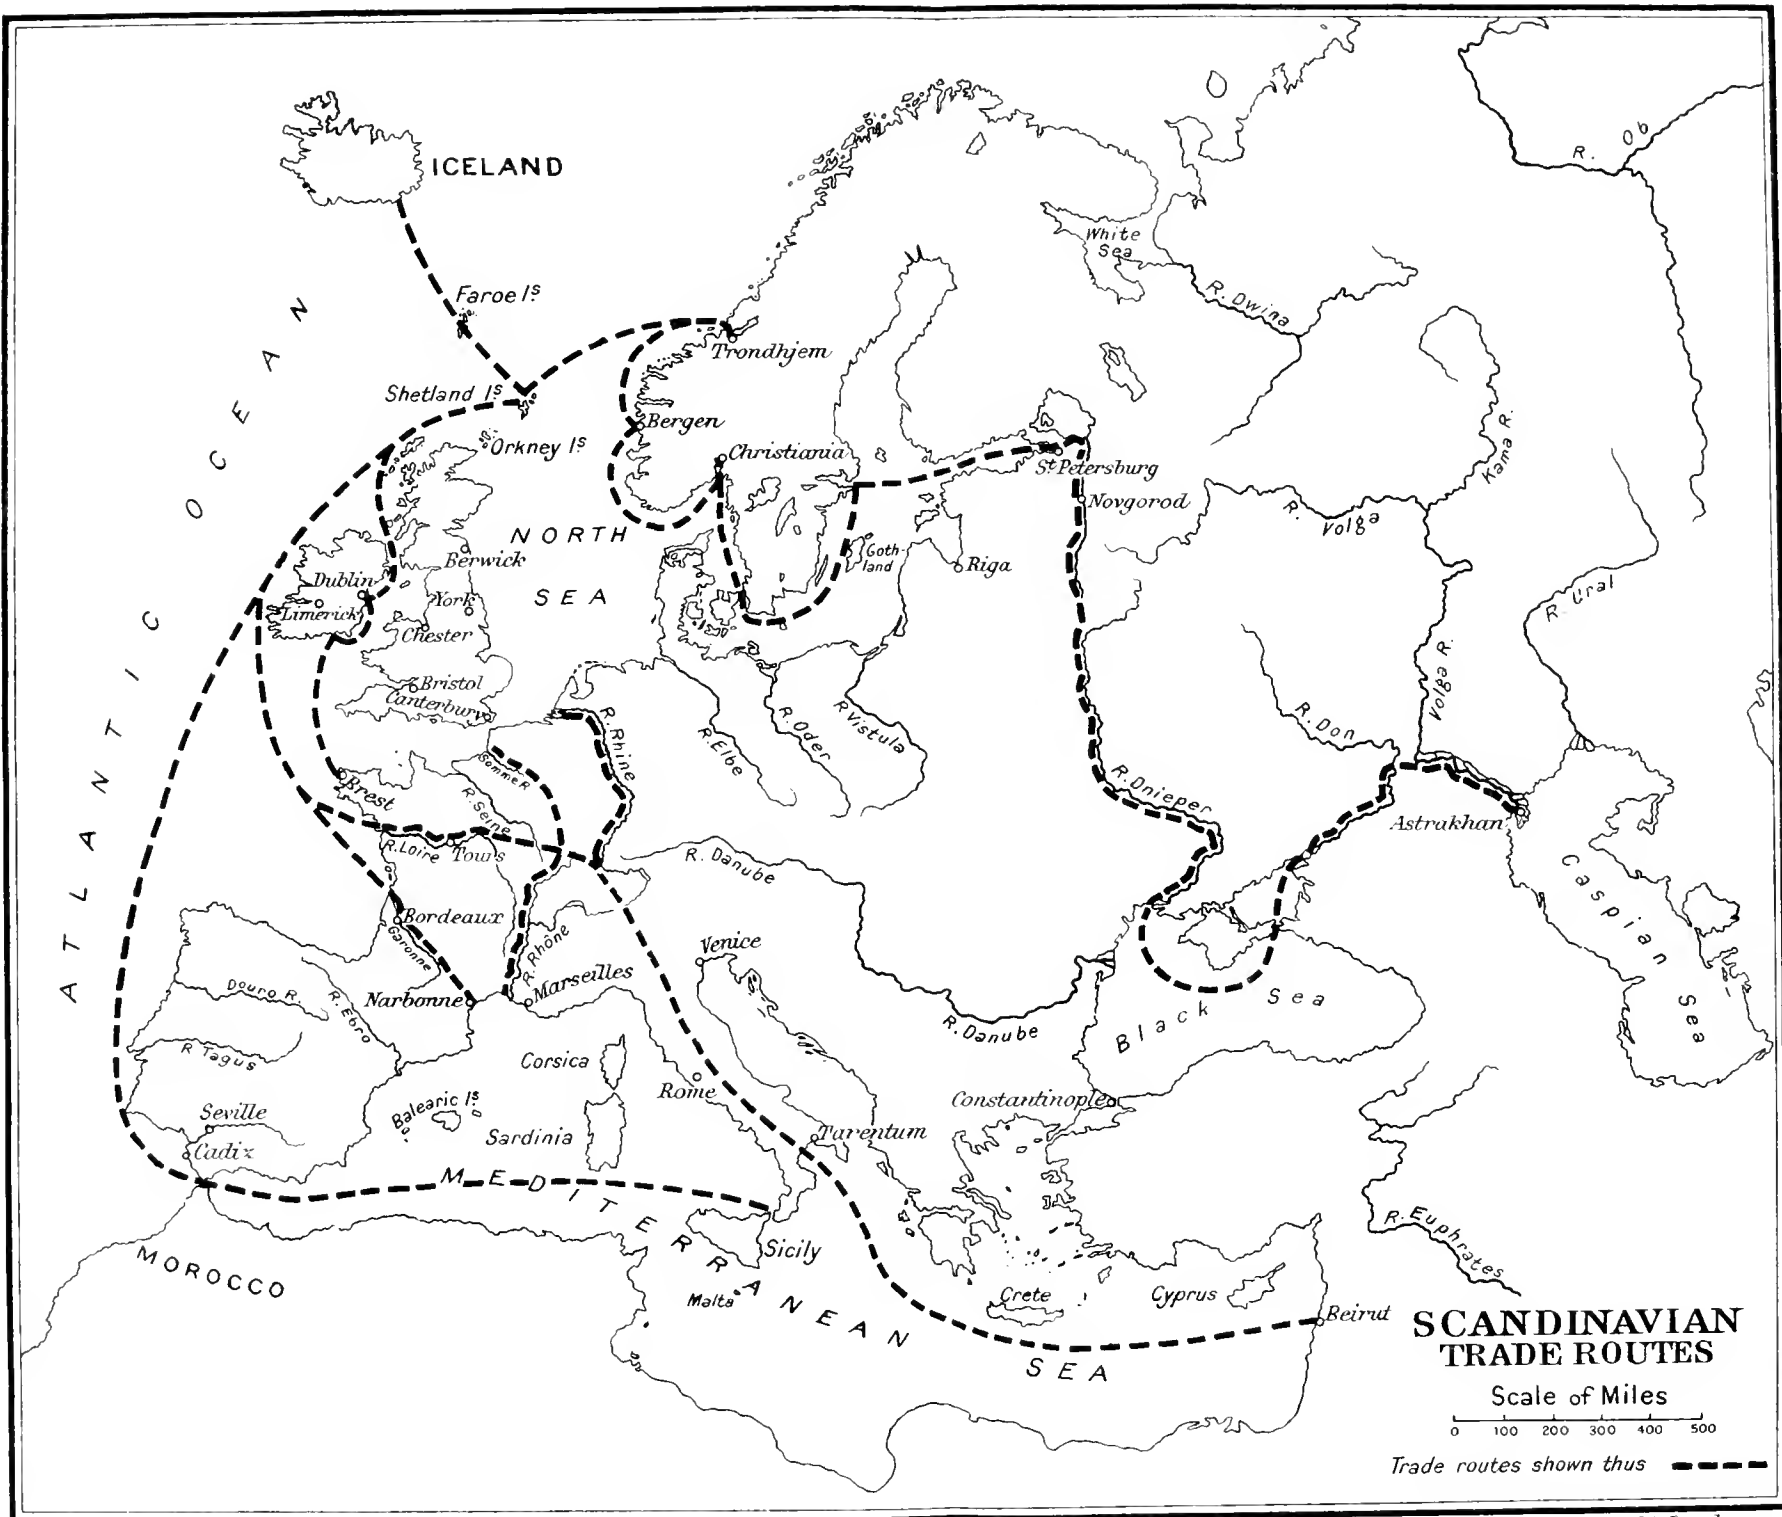 ICELAND
R. Ob
White
Sea
R. Dwina
Faroe Is
Trondhjem
Shetland Is
Orkney Is
Bergen
Christiania
St Petersburg
Kama R.
Novgorod
R. Volga
NORTH
SEA
Berwick
Goth-
land
Riga
Dublin
Limerick
York
Chester
R. Ural
Bristol
Canterbury
Volga R.
R. Don
R. Rhine
R. Elbe
R. Oder
R Vistula
Somme R
R. Seine
Brest
R. Dnieper
Astrakhan
R. Loire
Tours
R. Danube
Caspian Sea
Bordeaux
Garonne
R. Rhône
Venice
Marseilles
Narbonne
Douro R.
R. Ebro
R Tagus
R. Danube
Black Sea
Corsica
Rome
Balearic Is
Sardinia
Constantinople
Seville
Cadiz
Tarentum
ATLANTIC OCEAN
MEDITERRANEAN
SEA
MOROCCO
Sicily
Malta
Crete
Cyprus
R. Euphrates
Beirut
SCANDINAVIAN
TRADE ROUTES
Scale of Miles
0 100 200 300 400 500
Trade routes shown thus